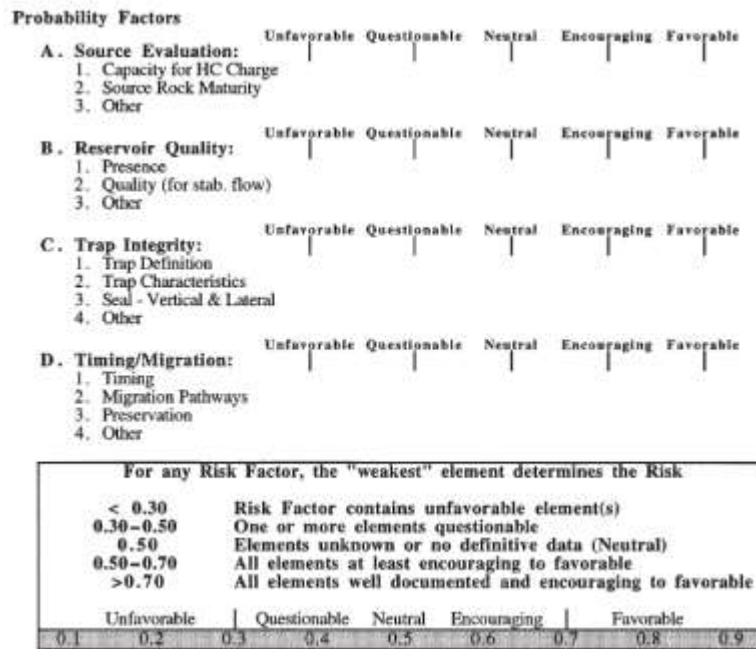 Probability Factors
Unfavorable Questionable Neutral Encouraging Favorable
A. Source Evaluation:
1. Capacity for HC Charge
2. Source Rock Maturity
3. Other
Unfavorable Questionable Neutral Encouraging Favorable
B. Reservoir Quality:
1. Presence
2. Quality (for stab. flow)
3. Other
Unfavorable Questionable Neutral Encouraging Favorable
C. Trap Integrity:
1. Trap Definition
2. Trap Characteristics
3. Seal - Vertical & Lateral
4. Other
Unfavorable Questionable Neutral Encouraging Favorable
D. Timing/Migration:
1. Timing
2. Migration Pathways
3. Preservation
4. Other
For any Risk Factor, the "weakest" element determines the Risk
< 0.30 Risk Factor contains unfavorable element(s)
0.30-0.50 One or more elements questionable
0.50 Elements unknown or no definitive data (Neutral)
0.50-0.70 All elements at least encouraging to favorable
>0.70 All elements well documented and encouraging to favorable
Unfavorable Questionable Neutral Encouraging Favorable
0.1 0.2 0.3 0.4 0.5 0.6 0.7 0.8 0.9